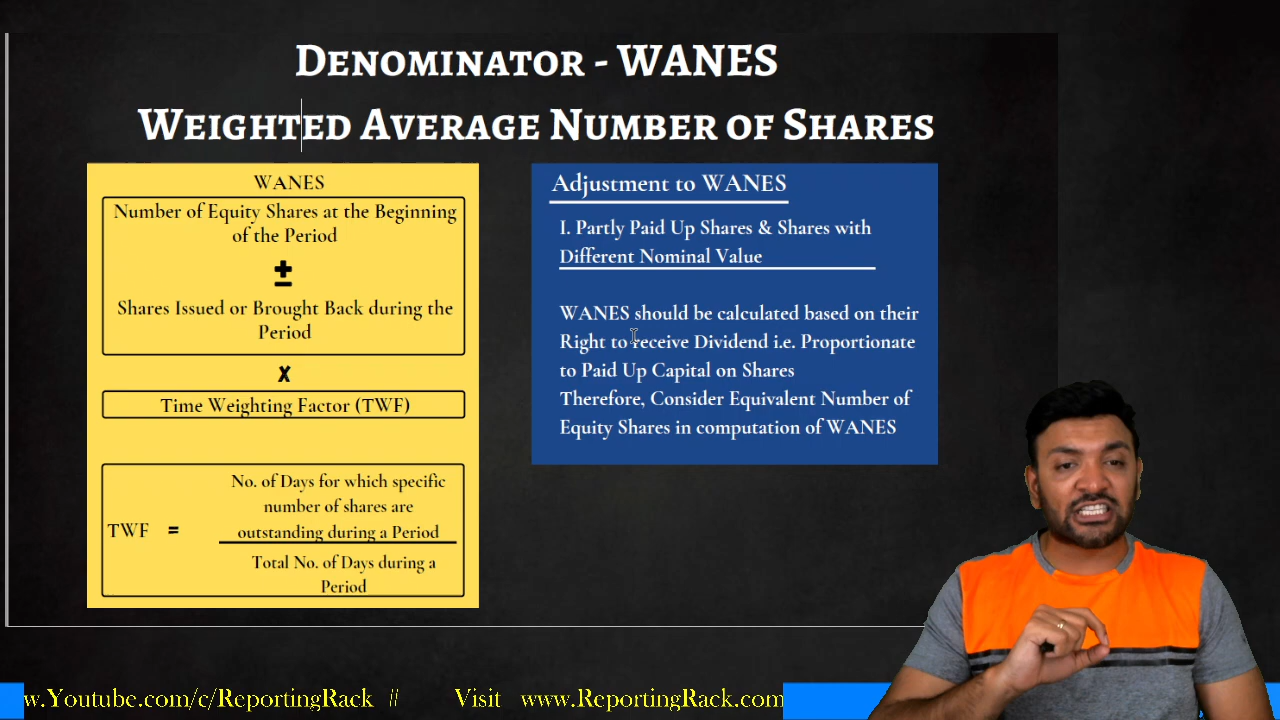 Denominator - WANES
Weighted Average Number of Shares
WANES
Number of Equity Shares at the Beginning
of the Period
±
Shares Issued or Brought Back during the
Period
X
Time Weighting Factor (TWF)
TWF =
No. of Days for which specific
number of shares are
outstanding during a Period
Total No. of Days during a
Period
Adjustment to WANES
I. Partly Paid Up Shares & Shares with
Different Nominal Value
WANES should be calculated based on their
Right to receive Dividend i.e. Proportionate
to Paid Up Capital on Shares
Therefore, Consider Equivalent Number of
Equity Shares in computation of WANES
w.Youtube.com/c/ReportingRack # Visit www.ReportingRack.com